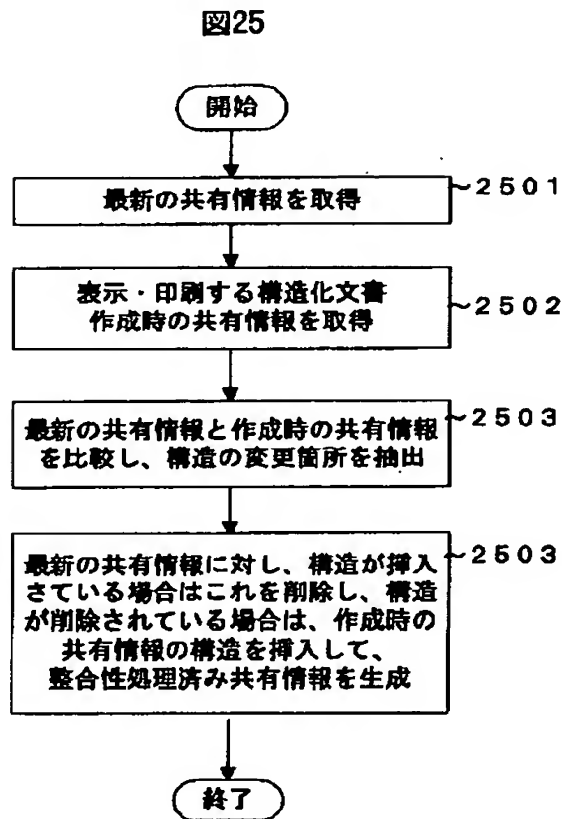 図25
開始
最新の共有情報を取得
~2501
表示・印刷する構造化文書
作成時の共有情報を取得
~2502
最新の共有情報と作成時の共有情報
を比較し、構造の変更箇所を抽出
~2503
最新の共有情報に対し、構造が挿入
さている場合はこれを削除し、構造
が削除されている場合は、作成時の
共有情報の構造を挿入して、
整合性処理済み共有情報を生成
~2503
終了